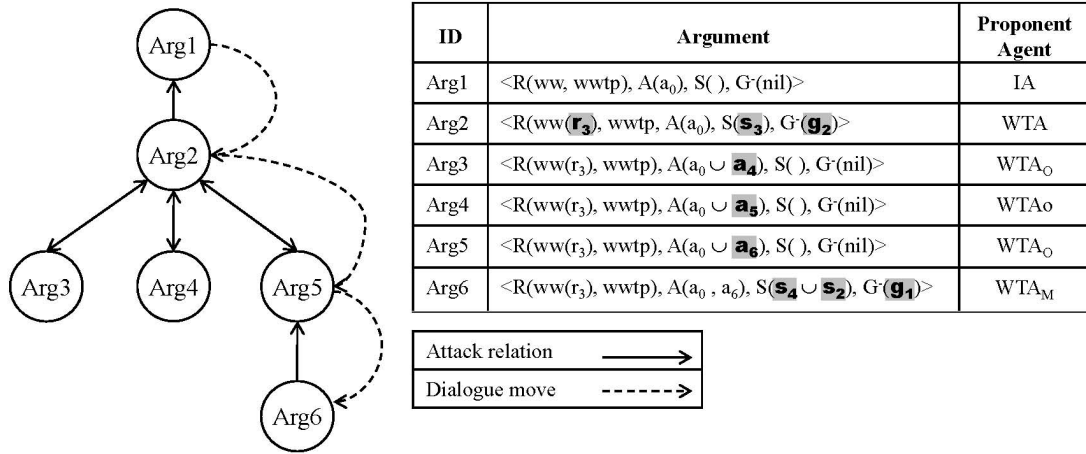 Arg1
Arg2
Arg3 Arg4 Arg5
Arg6
ID Argument Proponent Agent
Arg1 <R(ww, wwtp), A(a₀), S( ), G⁻(nil)> IA
Arg2 <R(ww(r₃), wwtp, A(a₀), S(s₃), G⁻(g₂)> WTA
Arg3 <R(ww(r₃), wwtp), A(a₀ ∪ a₄), S( ), G⁻(nil)> WTA_O
Arg4 <R(ww(r₃), wwtp), A(a₀ ∪ a₅), S( ), G⁻(nil)> WTAo
Arg5 <R(ww(r₃), wwtp), A(a₀ ∪ a₆), S( ), G⁻(nil)> WTA_O
Arg6 <R(ww(r₃), wwtp), A(a₀ , a₆), S(s₄ ∪ s₂), G⁻(g₁)> WTA_M
Attack relation
Dialogue move